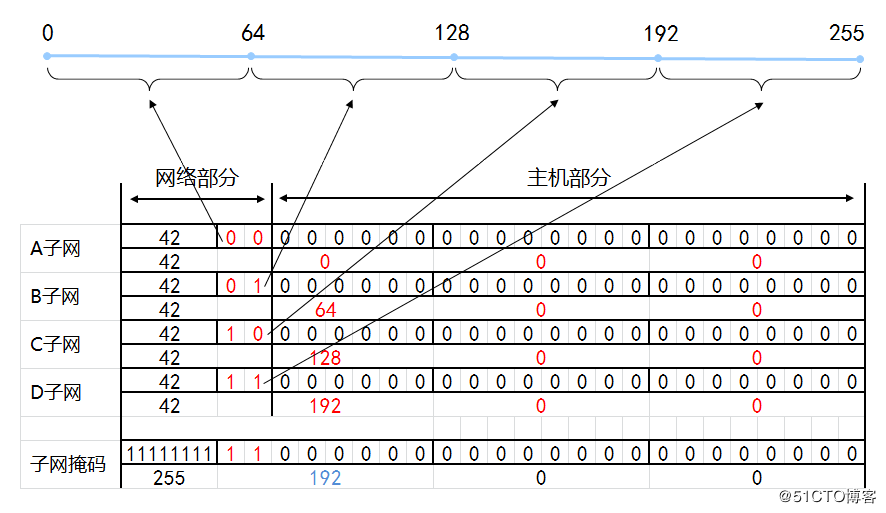 0 64 128 192 255
网络部分 主机部分
A子网 42 0 0 0 0 0 0 0 0 0 0 0 0 0 0 0 0 0 0 0 0 0 0 0 0
42 0 0 0
B子网 42 0 1 0 0 0 0 0 0 0 0 0 0 0 0 0 0 0 0 0 0 0 0 0 0
42 64 0 0
C子网 42 1 0 0 0 0 0 0 0 0 0 0 0 0 0 0 0 0 0 0 0 0 0 0 0
42 128 0 0
D子网 42 1 1 0 0 0 0 0 0 0 0 0 0 0 0 0 0 0 0 0 0 0 0 0 0
42 192 0 0
子网掩码 11111111 1 1 0 0 0 0 0 0 0 0 0 0 0 0 0 0 0 0 0 0 0 0 0 0
255 192 0 0
@51CTO博客